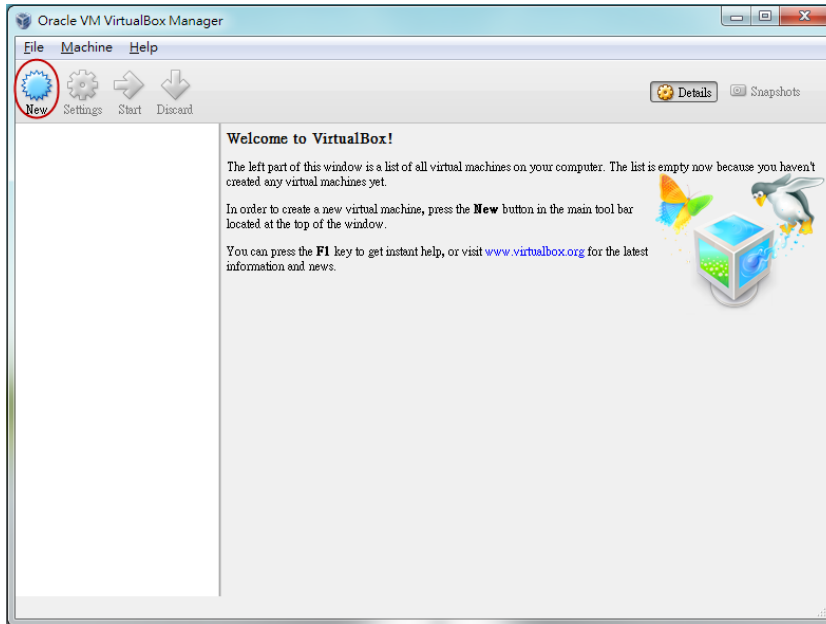 Oracle VM VirtualBox Manager
File Machine Help
New Settings Start Discard Details Snapshots
Welcome to VirtualBox!
The left part of this window is a list of all virtual machines on your computer. The list is empty now because you haven't
created any virtual machines yet.
In order to create a new virtual machine, press the New button in the main tool bar
located at the top of the window.
You can press the F1 key to get instant help, or visit www.virtualbox.org for the latest
information and news.